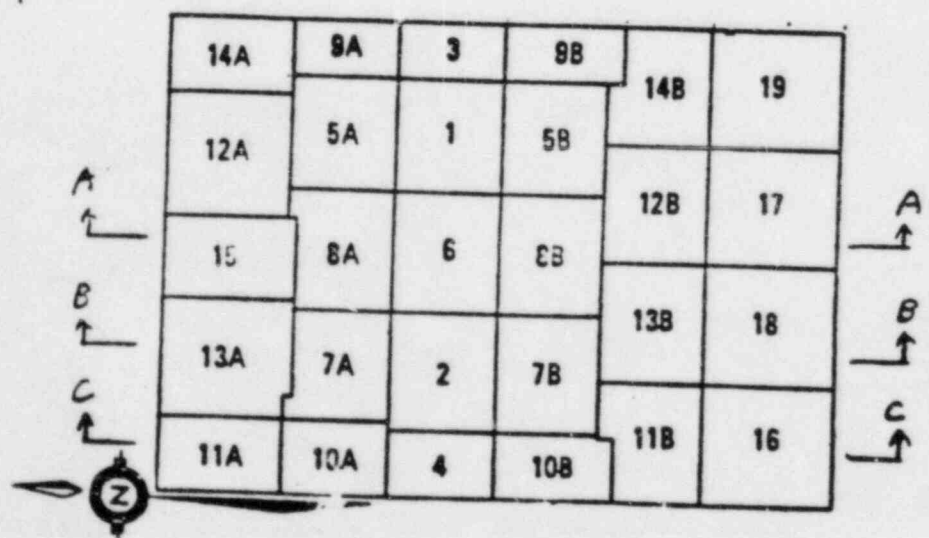 14A 9A 3 9B 14B 19
12A 5A 1 5B
A 12B 17 A
15 8A 6 8B
B 13B 18 B
13A 7A 2 7B
C 11B 16 C
11A 10A 4 10B
Z